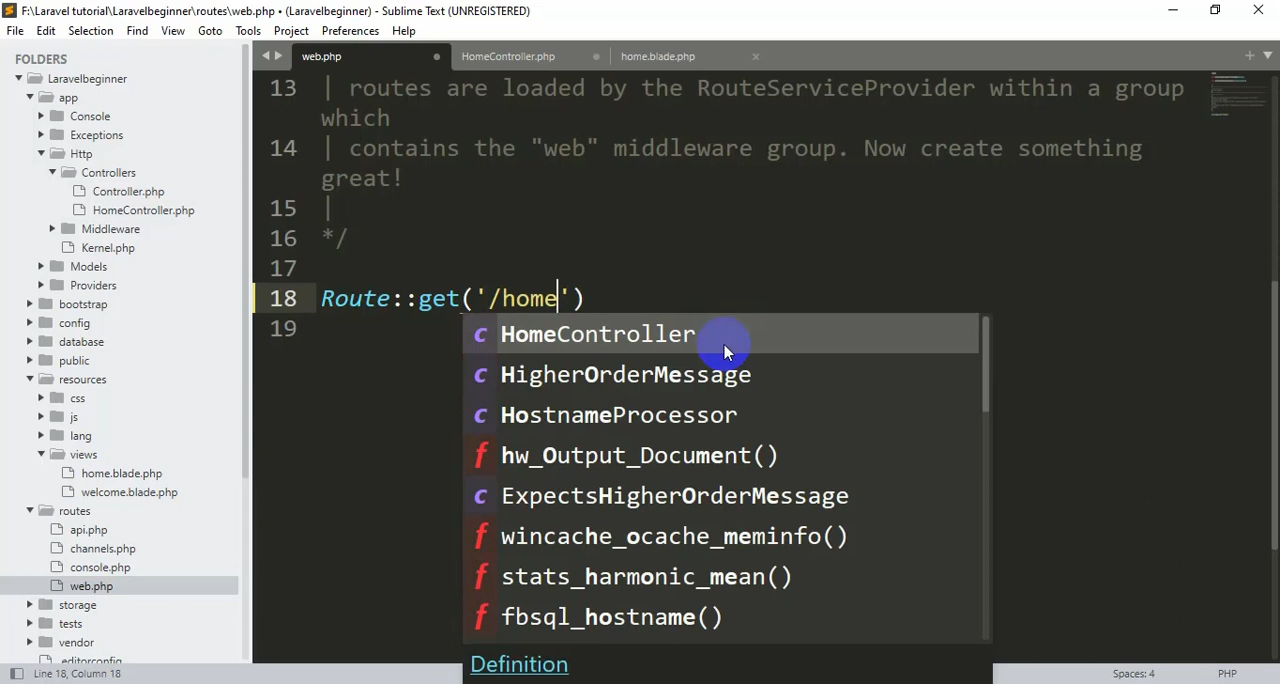 F:\Laravel tutorial\Laravelbeginner\routes\web.php • (Laravelbeginner) - Sublime Text (UNREGISTERED)
File Edit Selection Find View Goto Tools Project Preferences Help
FOLDERS
Laravelbeginner
app
Console
Exceptions
Http
Controllers
Controller.php
HomeController.php
Middleware
Kernel.php
Models
Providers
bootstrap
config
database
public
resources
css
js
lang
views
home.blade.php
welcome.blade.php
routes
api.php
channels.php
console.php
web.php
storage
tests
vendor
.editorconfig
web.php HomeController.php home.blade.php
13 | routes are loaded by the RouteServiceProvider within a group
which
14 | contains the "web" middleware group. Now create something
great!
15 |
16 */
17
18 Route::get('/home')
19
c HomeController
c HigherOrderMessage
c HostnameProcessor
f hw_Output_Document()
c ExpectsHigherOrderMessage
f wincache_ocache_meminfo()
f stats_harmonic_mean()
f fbsql_hostname()
Definition
Line 18, Column 18
Spaces: 4
PHP